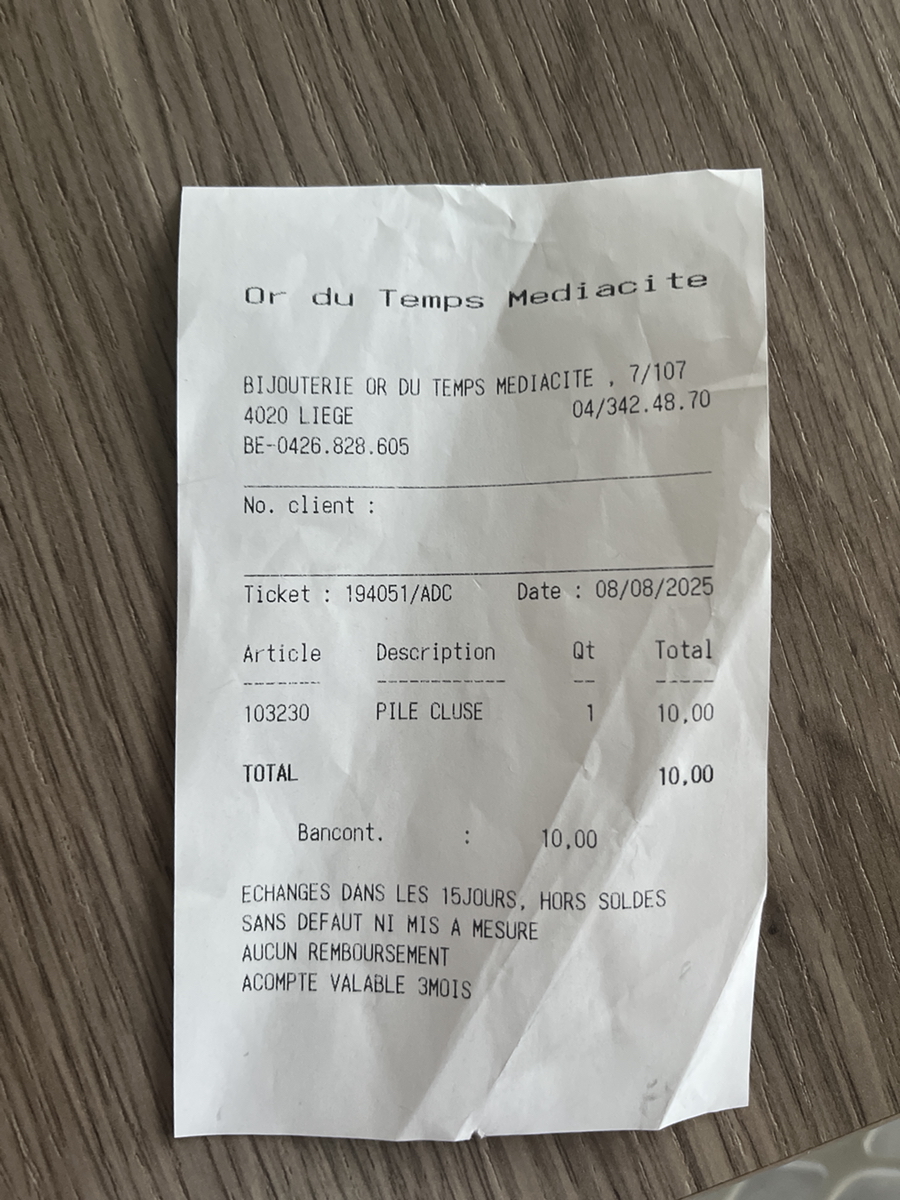 Or du Temps Mediacite
BIJOUTERIE OR DU TEMPS MEDIACITE , 7/107
4020 LIEGE 04/342.48.70
BE-0426.828.605
No. client :
Ticket : 194051/ADC Date : 08/08/2025
Article Description Qt Total
103230 PILE CLUSE 1 10,00
TOTAL 10,00
Bancont. : 10,00
ECHANGES DANS LES 15JOURS, HORS SOLDES
SANS DEFAUT NI MIS A MESURE
AUCUN REMBOURSEMENT
ACOMPTE VALABLE 3MOIS